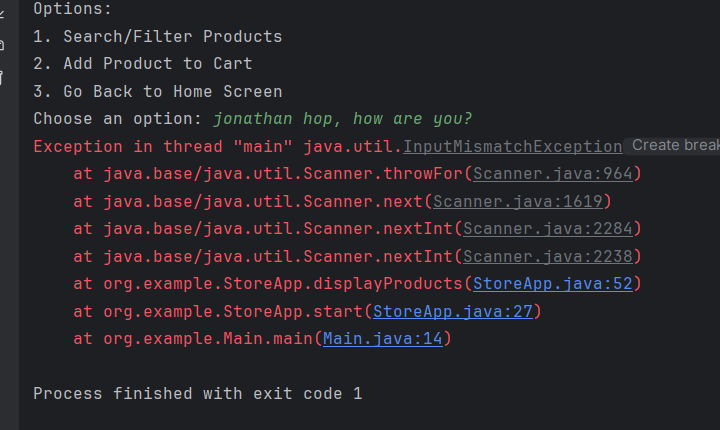 Options:
1. Search/Filter Products
2. Add Product to Cart
3. Go Back to Home Screen
Choose an option: jonathan hop, how are you?
Exception in thread "main" java.util.InputMismatchException Create break
at java.base/java.util.Scanner.throwFor(Scanner.java:964)
at java.base/java.util.Scanner.next(Scanner.java:1619)
at java.base/java.util.Scanner.nextInt(Scanner.java:2284)
at java.base/java.util.Scanner.nextInt(Scanner.java:2238)
at org.example.StoreApp.displayProducts(StoreApp.java:52)
at org.example.StoreApp.start(StoreApp.java:27)
at org.example.Main.main(Main.java:14)
Process finished with exit code 1